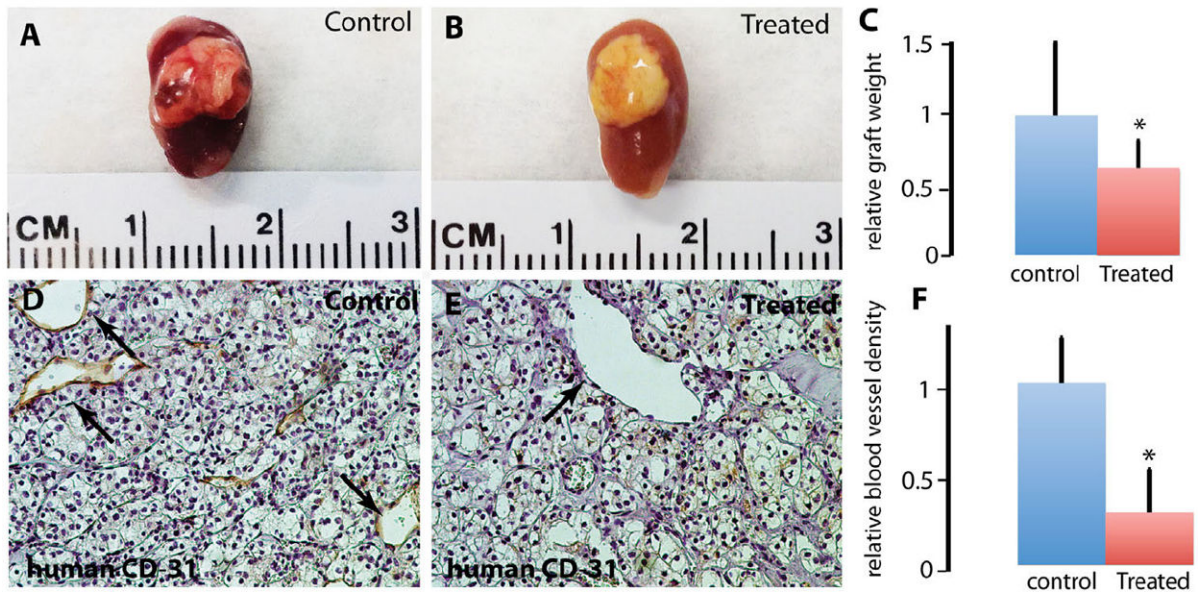 A
Control
CM 1 2 3
B
Treated
CM 1 2 3
C
relative graft weight
1.5
1
0.5
0
*
control Treated
D
Control
human CD-31
E
Treated
human CD-31
F
relative blood vessel density
1
0.5
0
*
control Treated